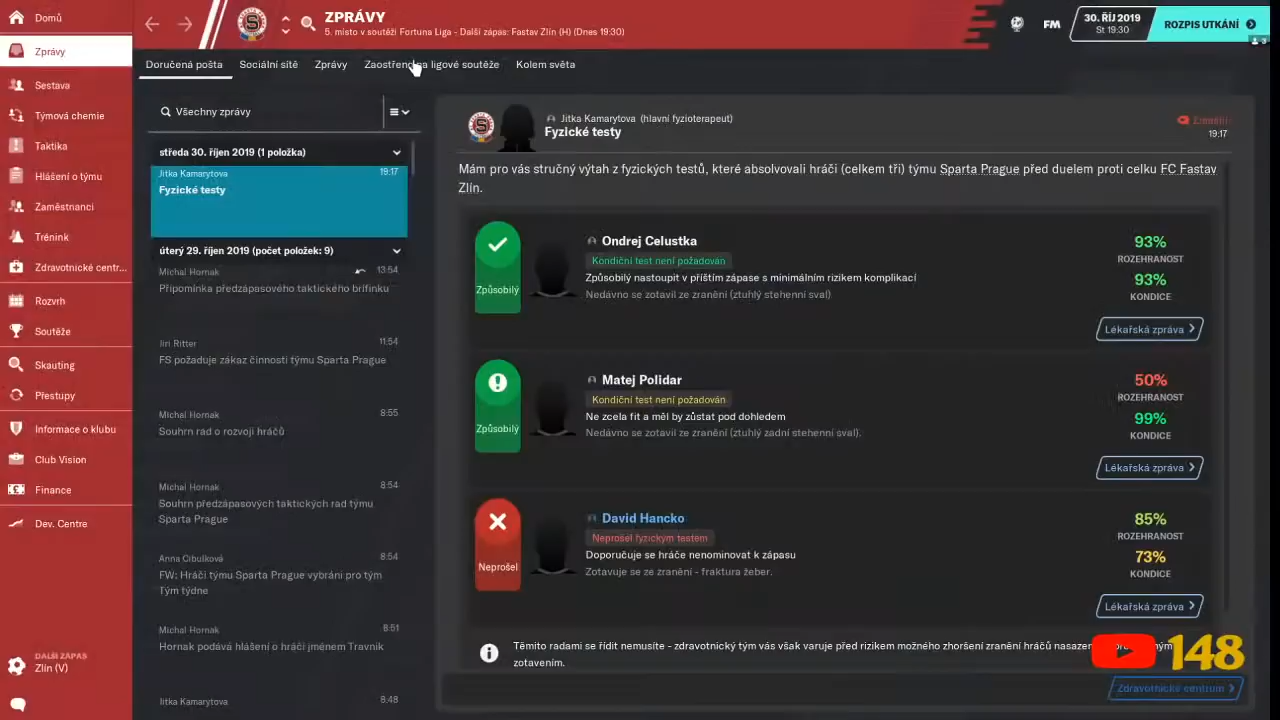 Domů
Zprávy
Sestava
Týmová chemie
Taktika
Hlášení o týmu
Zaměstnanci
Trénink
Zdravotnické centr...
Rozvrh
Soutěže
Skauting
Přestupy
Informace o klubu
Club Vision
Finance
Dev. Centre
DALŠÍ ZÁPAS
Zlín (V)
ZPRÁVY
5. místo v soutěži Fortuna Liga - Další zápas: Fastav Zlín (H) (Dnes 19:30)
FM
30. ŘÍJ 2019
St 19:30
ROZPIS UTKÁNÍ
3
Doručená pošta
Sociální sítě
Zprávy
Zaostřeno na ligové soutěže
Kolem světa
Všechny zprávy
středa 30. říjen 2019 (1 položka)
Jitka Kamarytova 19:17
Fyzické testy
úterý 29. říjen 2019 (počet položek: 9)
Michal Hornak 13:54
Připomínka předzápasového taktického brífinku
Jiri Ritter 11:54
FS požaduje zákaz činnosti týmu Sparta Prague
Michal Hornak 8:55
Souhrn rad o rozvoji hráčů
Michal Hornak 8:54
Souhrn předzápasových taktických rad týmu
Sparta Prague
Anna Cibulková 8:54
FW: Hráči týmu Sparta Prague vybráni pro tým
Tým týdne
Michal Hornak 8:51
Hornak podává hlášení o hráči jménem Travnik
Jitka Kamarytova 8:48
Jitka Kamarytova (hlavní fyzioterapeut)
Fyzické testy
Zranění
19:17
Mám pro vás stručný výtah z fyzických testů, které absolvovali hráči (celkem tři) týmu Sparta Prague před duelem proti celku FC Fastav
Zlín.
Způsobilý
Ondrej Celustka
Kondiční test není požadován
Způsobilý nastoupit v příštím zápase s minimálním rizikem komplikací
Nedávno se zotavil ze zranění (ztuhlý stehenní sval)
93%
ROZEHRANOST
93%
KONDICE
Lékařská zpráva
Způsobilý
Matej Polidar
Kondiční test není požadován
Ne zcela fit a měl by zůstat pod dohledem
Nedávno se zotavil ze zranění (ztuhlý zadní stehenní sval).
50%
ROZEHRANOST
99%
KONDICE
Lékařská zpráva
Neprošel
David Hancko
Neprošel fyzickým testem
Doporučuje se hráče nenominovat k zápasu
Zotavuje se ze zranění - fraktura žeber.
85%
ROZEHRANOST
73%
KONDICE
Lékařská zpráva
Těmito radami se řídit nemusíte - zdravotnický tým vás však varuje před rizikem možného zhoršení zranění hráčů
zotavením.
148
Zdravotnické centrum